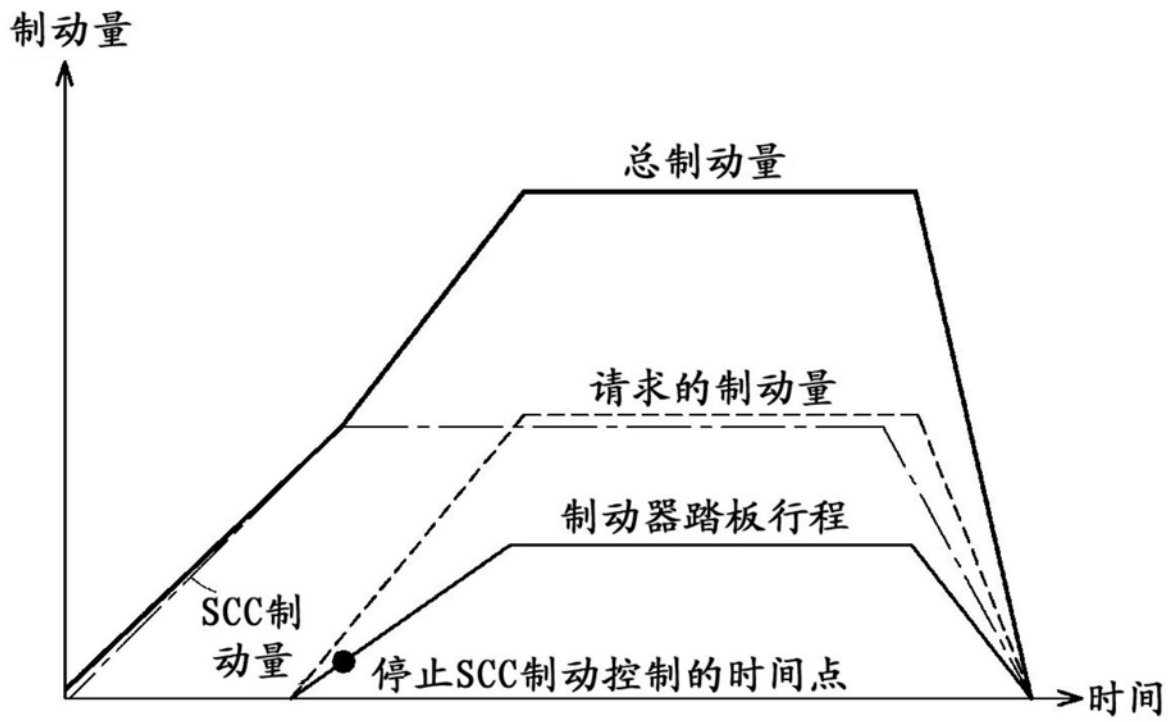 制动量
总制动量
请求的制动量
制动器踏板行程
SCC制
动量
停止SCC制动控制的时间点
时间